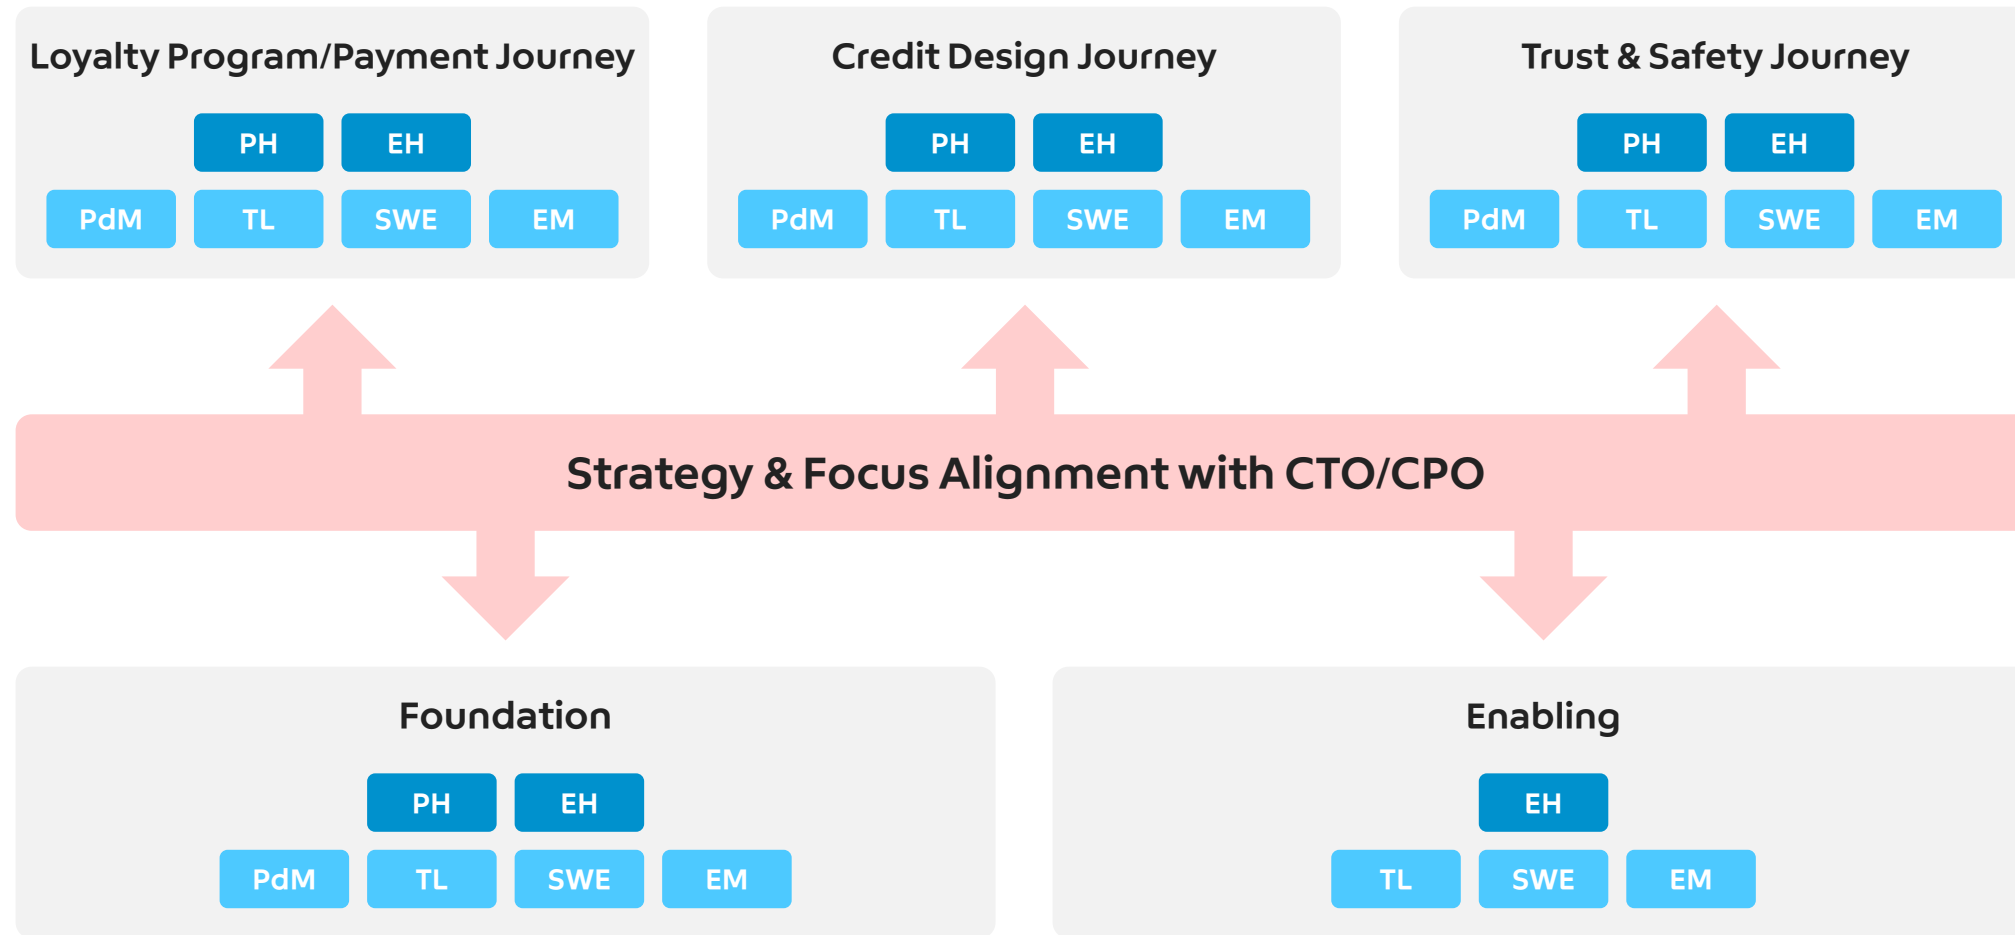 Loyalty Program/Payment Journey
PH EH
PdM TL SWE EM
Credit Design Journey
PH EH
PdM TL SWE EM
Trust & Safety Journey
PH EH
PdM TL SWE EM
Strategy & Focus Alignment with CTO/CPO
Foundation
PH EH
PdM TL SWE EM
Enabling
EH
TL SWE EM